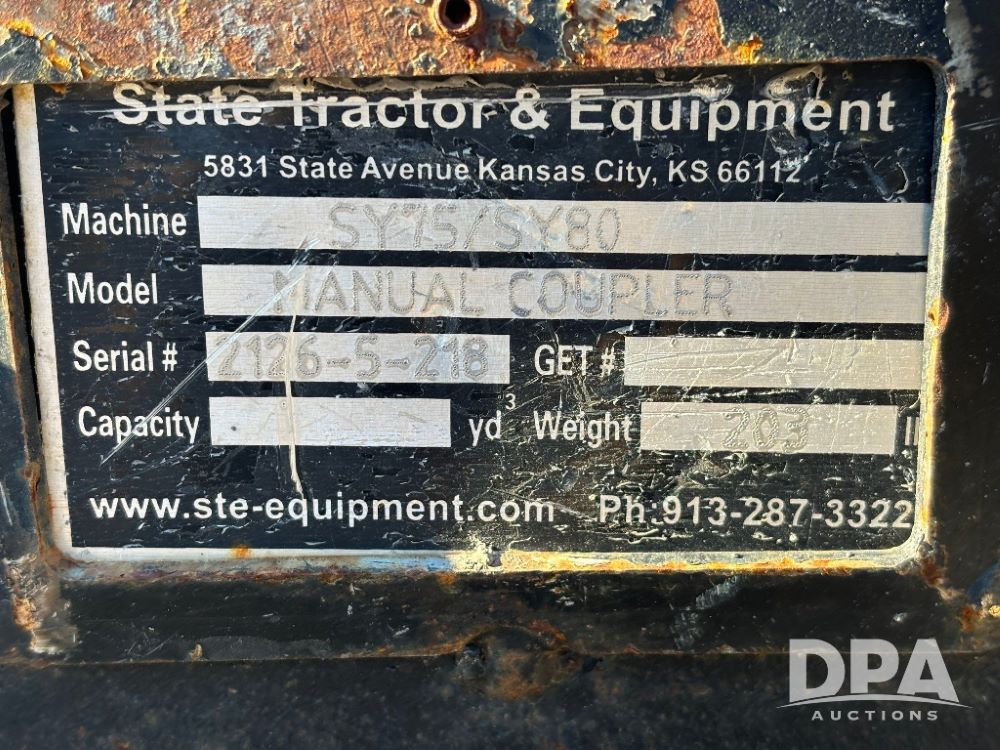 State Tractor & Equipment
5831 State Avenue Kansas City, KS 66112
Machine SY75/SY80
Model MANUAL COUPLER
Serial # 2126-5-218 GET #
Capacity yd³ Weight 203
www.ste-equipment.com Ph:913-287-3322
DPA
AUCTIONS